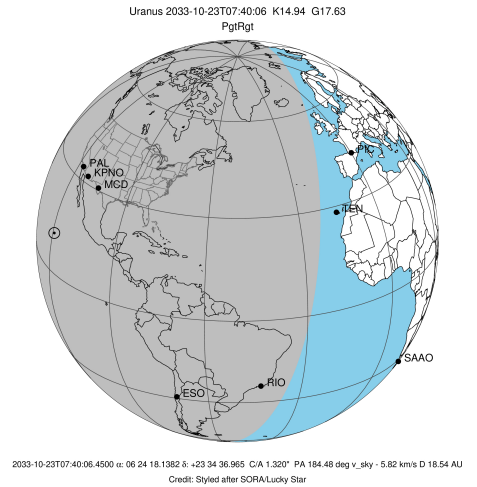 Uranus 2033-10-23T07:40:06 K14.94 G17.63
PgtRgt
PIC
PAL
KPNO
MCD
TEN
SAAO
RIO
ESO
2033-10-23T07:40:06.4500 α: 06 24 18.1382 δ: +23 34 36.965 C/A 1.320" PA 184.48 deg v_sky - 5.82 km/s D 18.54 AU
Credit: Styled after SORA/Lucky Star